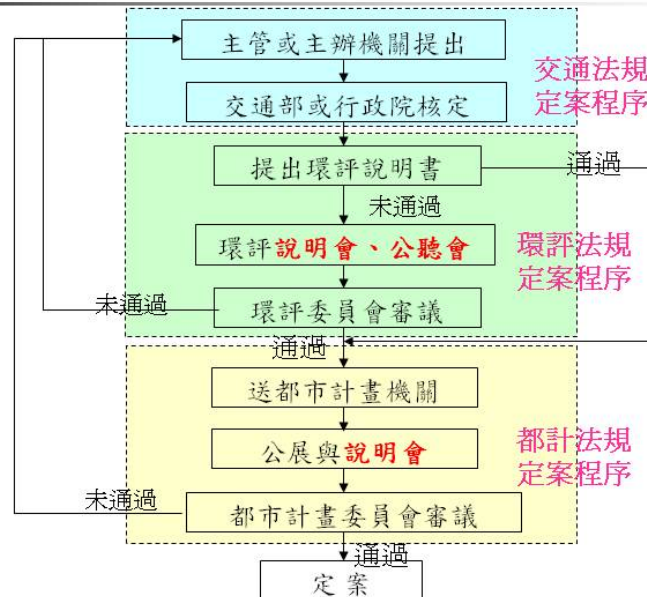 主管或主辦機關提出
交通法規
定案程序
交通部或行政院核定
提出環評說明書
通過
未通過
環評說明會、公聽會
環評法規
定案程序
未通過
環評委員會審議
通過
送都市計畫機關
公展與說明會
都計法規
定案程序
未通過
都市計畫委員會審議
通過
定案